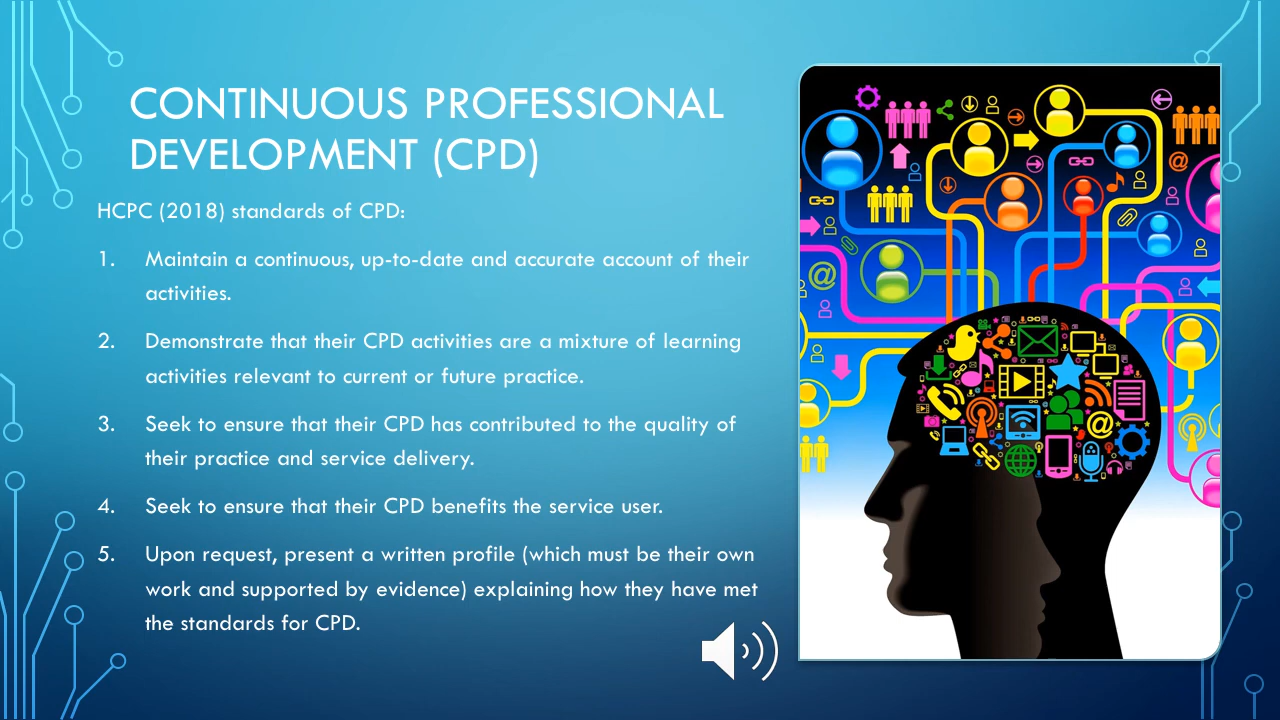 CONTINUOUS PROFESSIONAL
DEVELOPMENT (CPD)
HCPC (2018) standards of CPD:
1. Maintain a continuous, up-to-date and accurate account of their
activities.
2. Demonstrate that their CPD activities are a mixture of learning
activities relevant to current or future practice.
3. Seek to ensure that their CPD has contributed to the quality of
their practice and service delivery.
4. Seek to ensure that their CPD benefits the service user.
5. Upon request, present a written profile (which must be their own
work and supported by evidence) explaining how they have met
the standards for CPD.